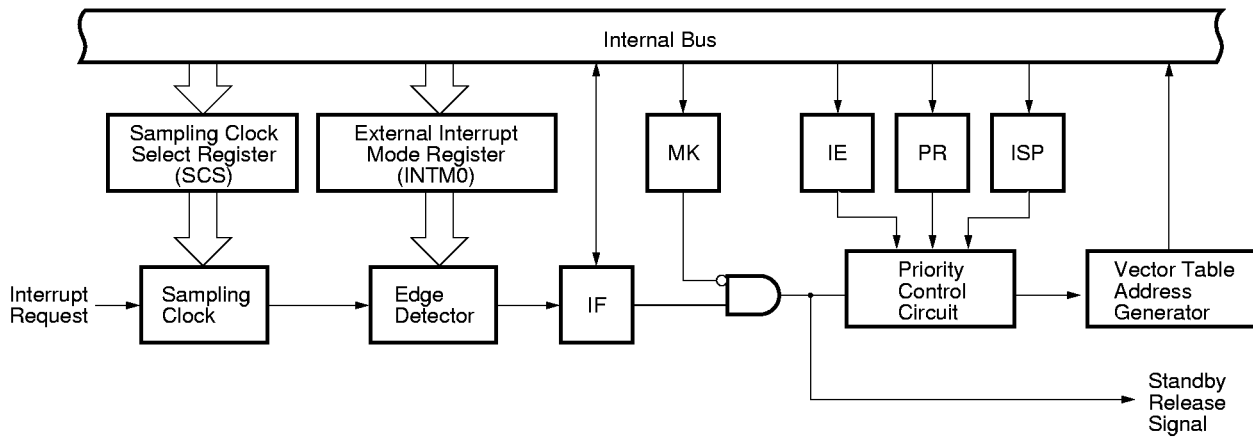 Internal Bus
Sampling Clock
Select Register
(SCS)
External Interrupt
Mode Register
(INTM0)
MK
IE
PR
ISP
Interrupt
Request
Sampling
Clock
Edge
Detector
IF
Priority
Control
Circuit
Vector Table
Address
Generator
Standby
Release
Signal